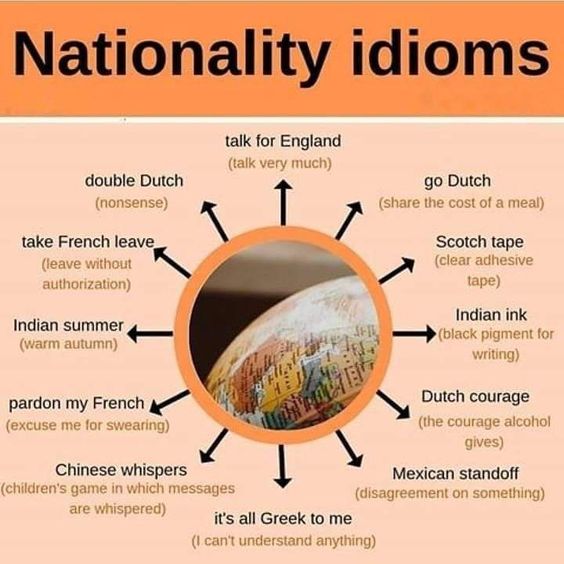 Nationality idioms
talk for England
(talk very much)
double Dutch
(nonsense)
go Dutch
(share the cost of a meal)
take French leave
(leave without
authorization)
Scotch tape
(clear adhesive
tape)
Indian summer
(warm autumn)
Indian ink
(black pigment for
writing)
pardon my French
(excuse me for swearing)
Dutch courage
(the courage alcohol
gives)
Chinese whispers
(children's game in which messages
are whispered)
Mexican standoff
(disagreement on something)
it's all Greek to me
(I can't understand anything)